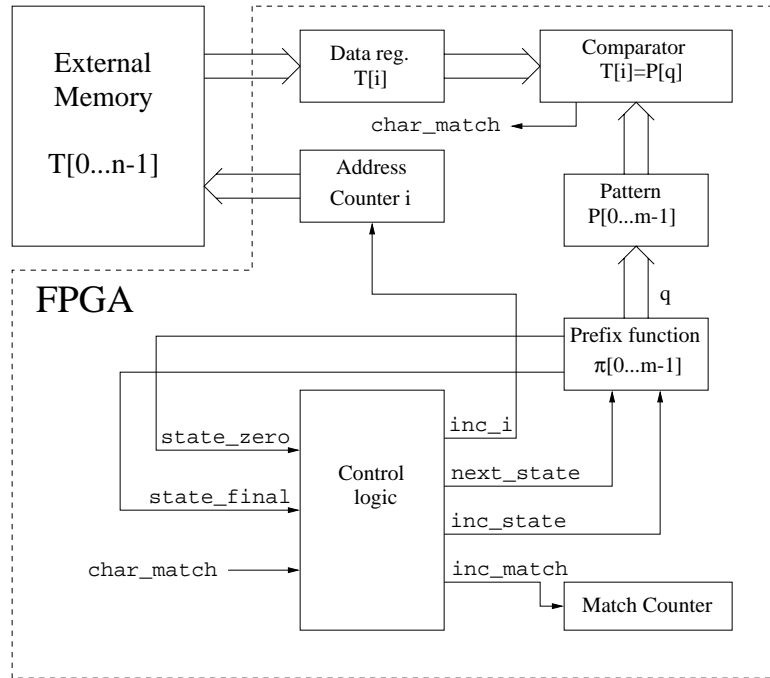 External
Memory
T[0...n-1]
Data reg.
T[i]
Comparator
T[i]=P[q]
char_match
Address
Counter i
Pattern
P[0...m-1]
FPGA
q
Prefix function
π[0...m-1]
state_zero
state_final
char_match
Control
logic
inc_i
next_state
inc_state
inc_match
Match Counter